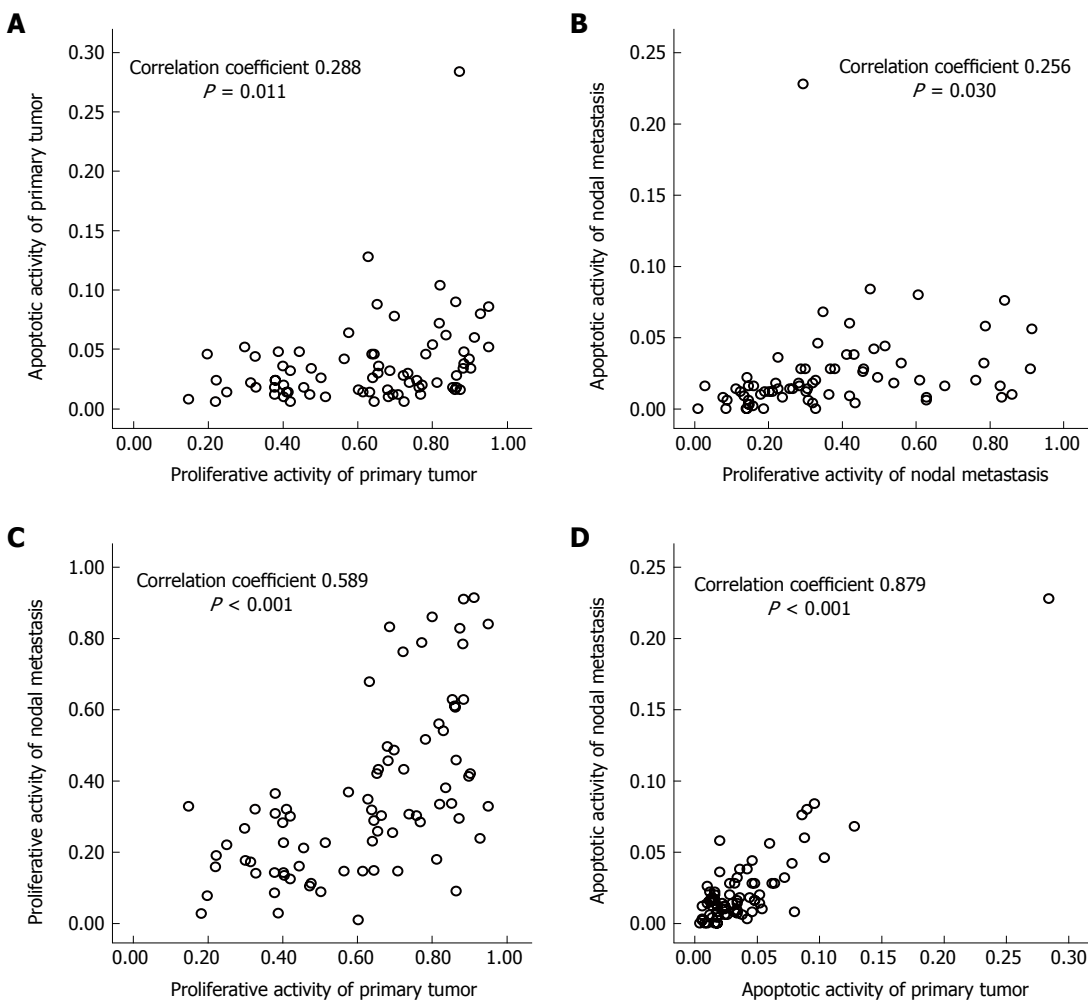 A
Correlation coefficient 0.288
P = 0.011
Apoptotic activity of primary tumor
0.30
0.25
0.20
0.15
0.10
0.05
0.00
0.00 0.20 0.40 0.60 0.80 1.00
Proliferative activity of primary tumor
B
Correlation coefficient 0.256
P = 0.030
Apoptotic activity of nodal metastasis
0.25
0.20
0.15
0.10
0.05
0.00
0.00 0.20 0.40 0.60 0.80 1.00
Proliferative activity of nodal metastasis
C
Correlation coefficient 0.589
P < 0.001
Proliferative activity of nodal metastasis
1.00
0.80
0.60
0.40
0.20
0.00
0.00 0.20 0.40 0.60 0.80 1.00
Proliferative activity of primary tumor
D
Correlation coefficient 0.879
P < 0.001
Apoptotic activity of nodal metastasis
0.25
0.20
0.15
0.10
0.05
0.00
0.00 0.05 0.10 0.15 0.20 0.25 0.30
Apoptotic activity of primary tumor